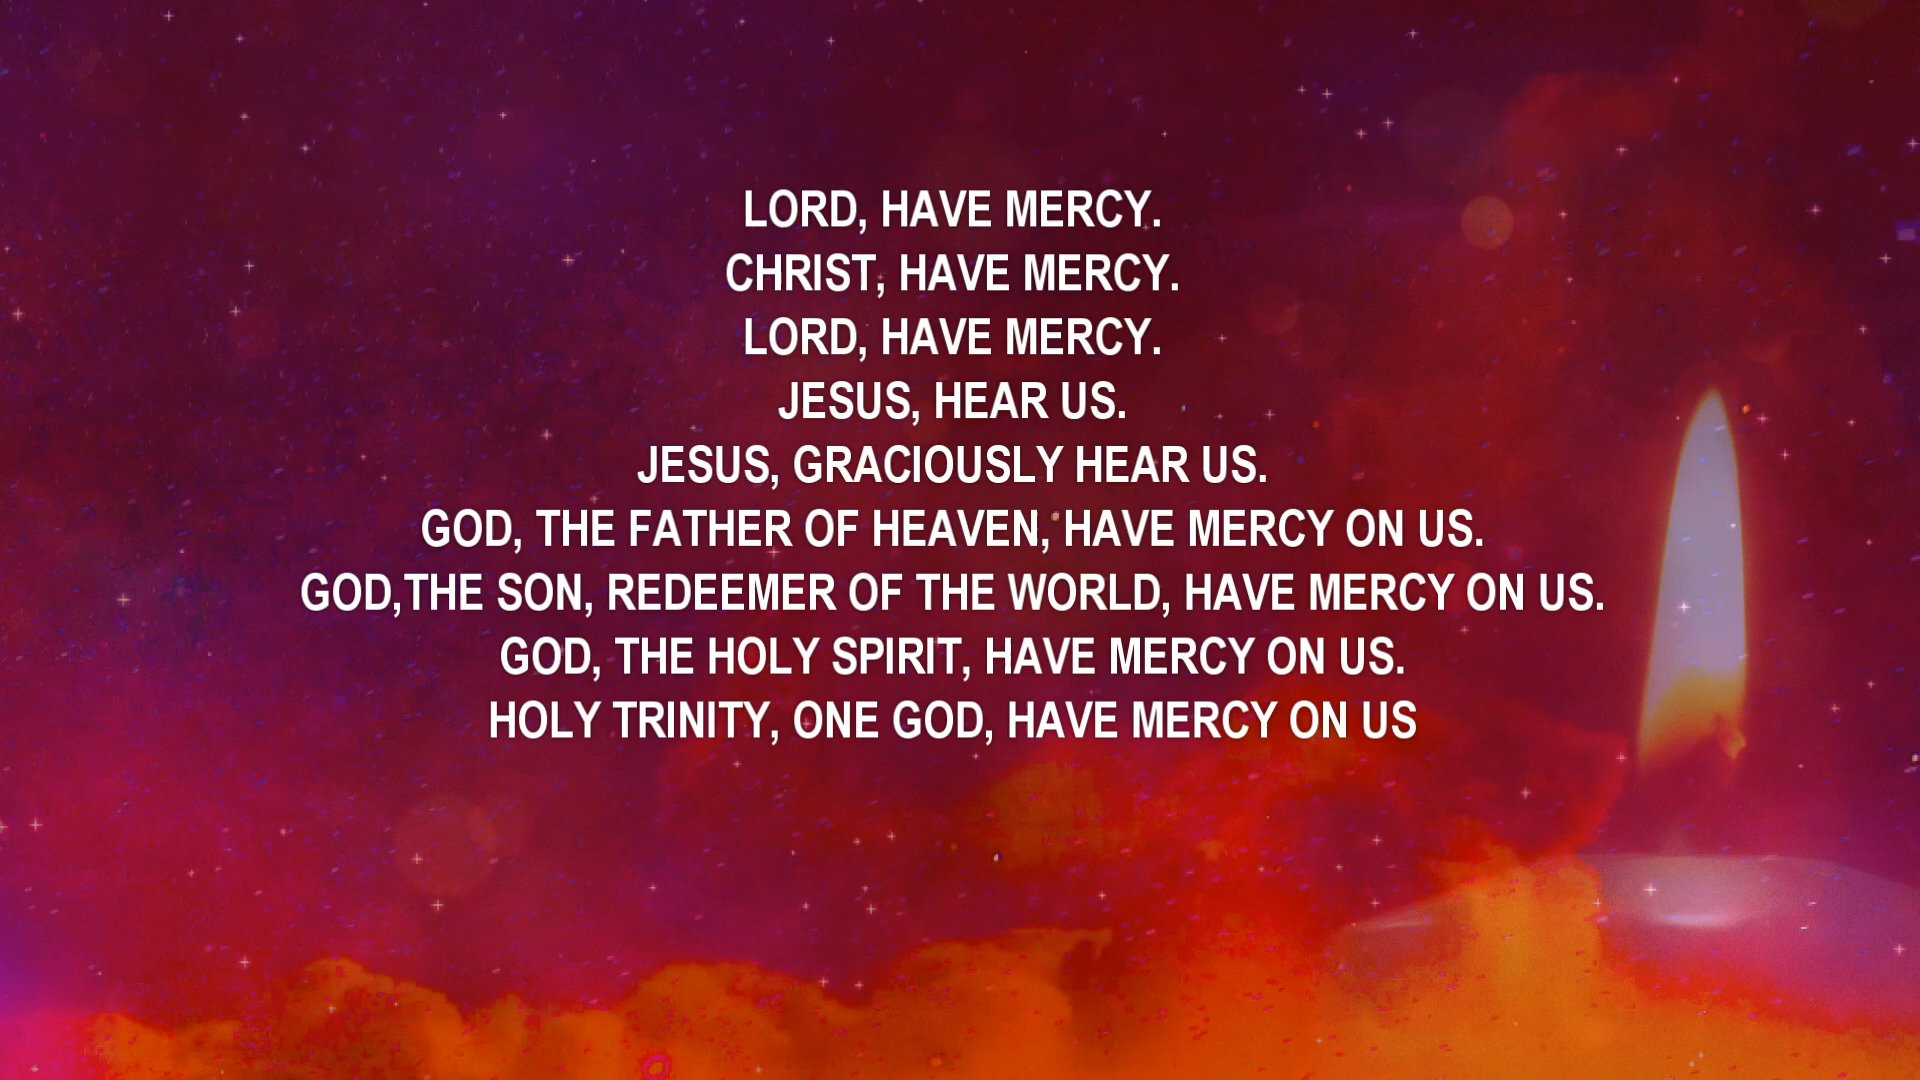 LORD, HAVE MERCY.
CHRIST, HAVE MERCY.
LORD, HAVE MERCY.
JESUS, HEAR US.
JESUS, GRACIOUSLY HEAR US.
GOD, THE FATHER OF HEAVEN, HAVE MERCY ON US.
GOD,THE SON, REDEEMER OF THE WORLD, HAVE MERCY ON US.
GOD, THE HOLY SPIRIT, HAVE MERCY ON US.
HOLY TRINITY, ONE GOD, HAVE MERCY ON US